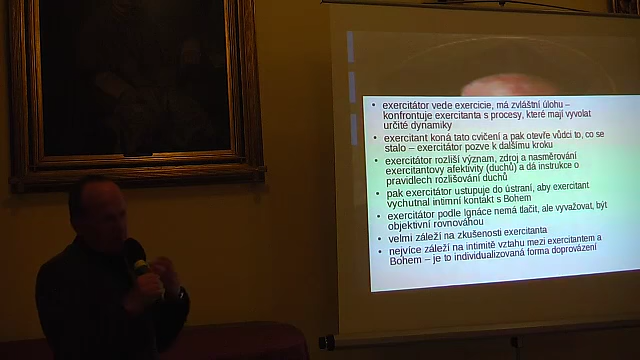 • exercitátor vede exercicie, má zvláštní úlohu –
konfrontuje exercitanta s procesy, které mají vyvolat
určité dynamiky
• exercitant koná tato cvičení a pak otevře vůdci to, co se
stalo – exercitátor pozve k dalšímu kroku
• exercitátor rozliší význam, zdroj a nasměrování
exercitantovy afektivity (duchů) a dá instrukce o
pravidlech rozlišování duchů
• pak exercitátor ustupuje do ústraní, aby exercitant
vychutnal intimní kontakt s Bohem
• exercitátor podle Ignáce nemá tlačit, ale vyvažovat, být
objektivní rovnováhou
• velmi záleží na zkušenosti exercitanta
• nejvíce záleží na intimitě vztahu mezi exercitantem a
Bohem – je to individualizovaná forma doprovázení